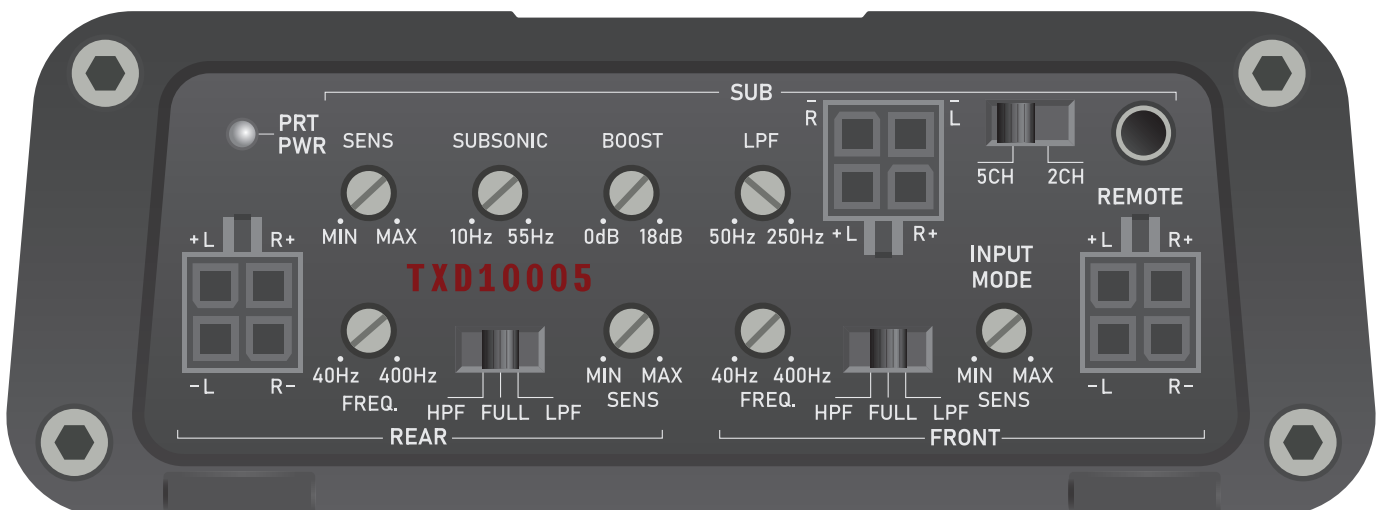 SUB
PRT
PWR
SENS SUBSONIC BOOST LPF
R L
5CH 2CH
REMOTE
MIN MAX 10Hz 55Hz 0dB 18dB 50Hz 250Hz +L R+
+L R+
+L R+
INPUT
MODE
TXD10005
40Hz 400Hz
FREQ.
HPF FULL LPF
MIN MAX
SENS
40Hz 400Hz
FREQ.
HPF FULL LPF
MIN MAX
SENS
-L R-
-L R-
REAR
FRONT